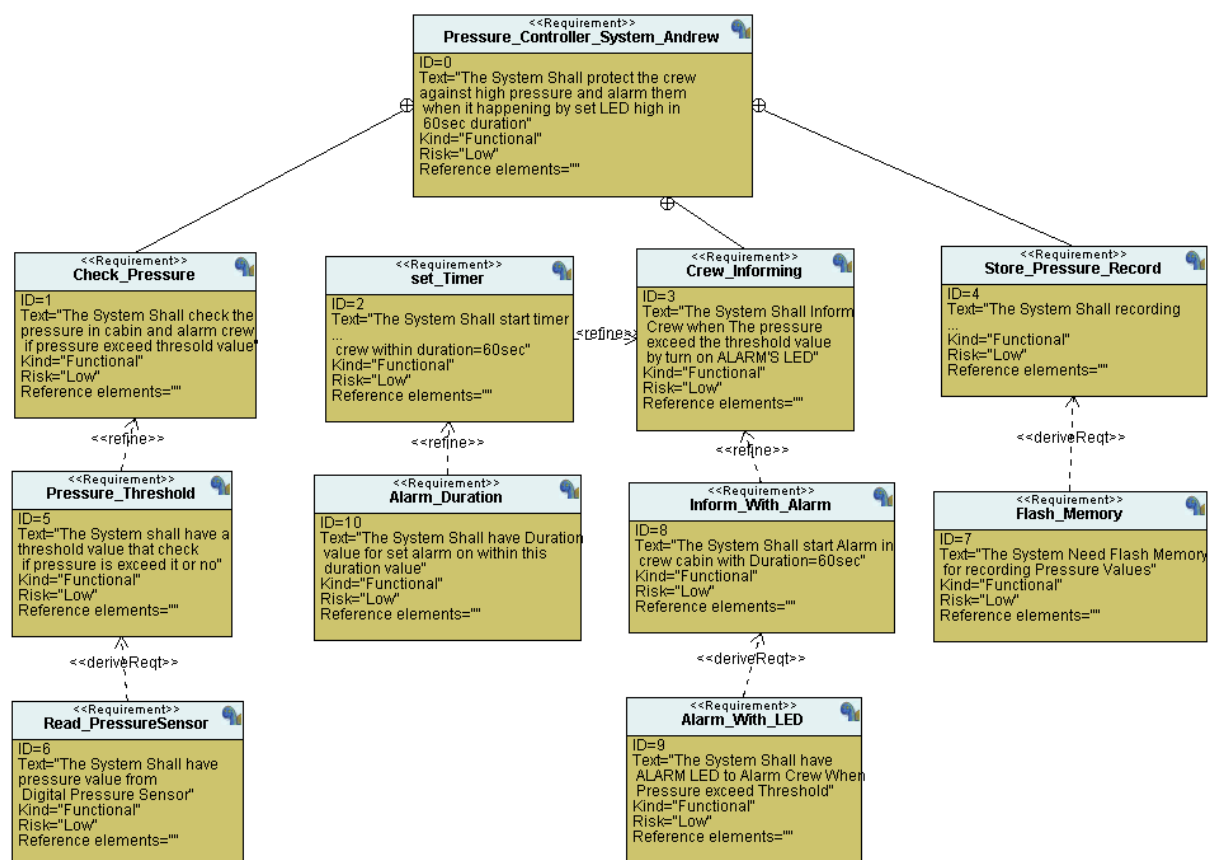 <<Requirement>>
Pressure_Controller_System_Andrew
ID=0
Text="The System Shall protect the crew
against high pressure and alarm them
when it happening by set LED high in
60sec duration"
Kind="Functional"
Risk="Low"
Reference elements=""
<<Requirement>>
Check_Pressure
ID=1
Text="The System Shall check the
pressure in cabin and alarm crew
if pressure exceed thresold value"
Kind="Functional"
Risk="Low"
Reference elements=""
<<Requirement>>
set_Timer
ID=2
Text="The System Shall start timer
...
crew within duration=60sec"
Kind="Functional"
Risk="Low"
Reference elements=""
<<refine>>
<<Requirement>>
Crew_Informing
ID=3
Text="The System Shall Inform
Crew when The pressure
exceed the threshold value
by turn on ALARM'S LED"
Kind="Functional"
Risk="Low"
Reference elements=""
<<Requirement>>
Store_Pressure_Record
ID=4
Text="The System Shall recording
...
Kind="Functional"
Risk="Low"
Reference elements=""
<<refine>>
<<refine>>
<<refine>>
<<deriveReqt>>
<<Requirement>>
Pressure_Threshold
ID=5
Text="The System shall have a
threshold value that check
if pressure is exceed it or no"
Kind="Functional"
Risk="Low"
Reference elements=""
<<Requirement>>
Alarm_Duration
ID=10
Text="The System Shall have Duration
value for set alarm on within this
duration value"
Kind="Functional"
Risk="Low"
Reference elements=""
<<Requirement>>
Inform_With_Alarm
ID=8
Text="The System Shall start Alarm in
crew cabin with Duration=60sec"
Kind="Functional"
Risk="Low"
Reference elements=""
<<Requirement>>
Flash_Memory
ID=7
Text="The System Need Flash Memory
for recording Pressure Values"
Kind="Functional"
Risk="Low"
Reference elements=""
<<deriveReqt>>
<<deriveReqt>>
<<Requirement>>
Read_PressureSensor
ID=6
Text="The System Shall have
pressure value from
Digital Pressure Sensor"
Kind="Functional"
Risk="Low"
Reference elements=""
<<Requirement>>
Alarm_With_LED
ID=9
Text="The System Shall have
ALARM LED to Alarm Crew When
Pressure exceed Threshold"
Kind="Functional"
Risk="Low"
Reference elements=""